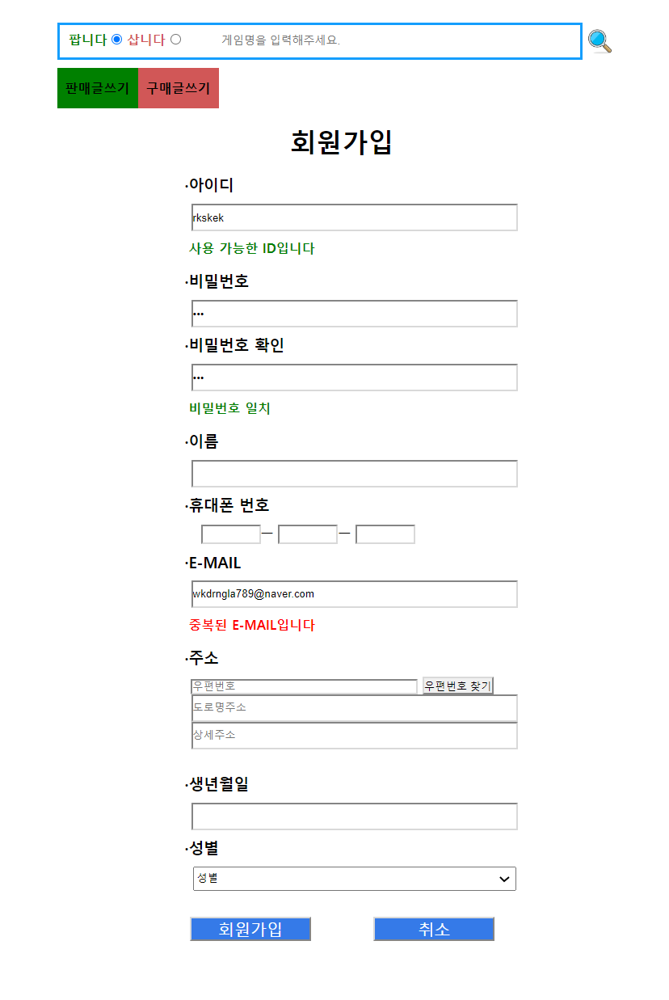 팝니다 삽니다 게임명을 입력해주세요.
판매글쓰기 구매글쓰기
회원가입
·아이디
rkskek
사용 가능한 ID입니다
·비밀번호
•••
·비밀번호 확인
•••
비밀번호 일치
·이름
·휴대폰 번호
ㅡ ㅡ
·E-MAIL
wkdrngla789@naver.com
중복된 E-MAIL입니다
·주소
우편번호 우편번호 찾기
도로명주소
상세주소
·생년월일
·성별
성별
회원가입 취소